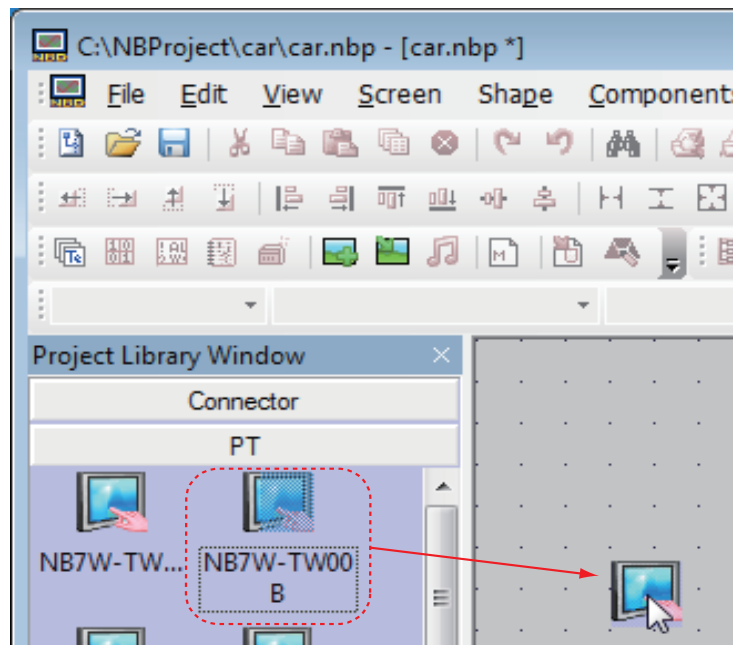 C:\NBProject\car\car.nbp - [car.nbp *]
File Edit View Screen Shape Components
Project Library Window
Connector
PT
NB7W-TW... NB7W-TW00
B